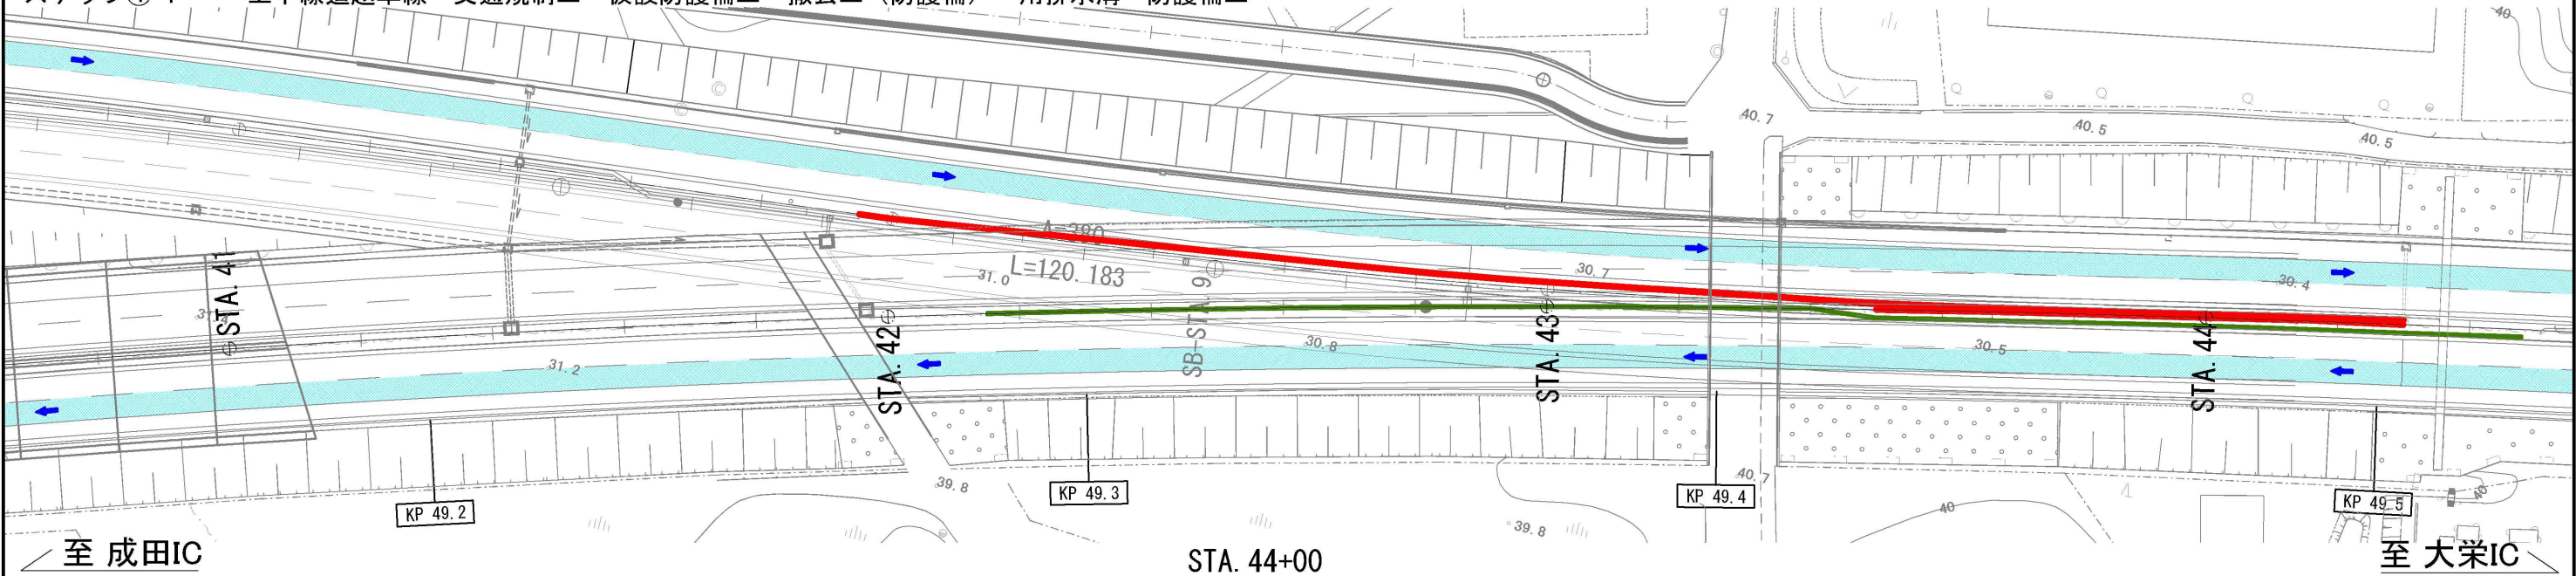 40
40.7
40.5
40.5
A=380
L=120.183
31.0
30.7
30.4
STA. 41
STA. 42
SB-STA. 9
STA. 43
STA. 44
30.8
30.5
31.2
39.8
40.7
39.8
40
40
KP 49.2
KP 49.3
KP 49.4
KP 49.5
至 成田IC
STA. 44+00
至 大栄IC